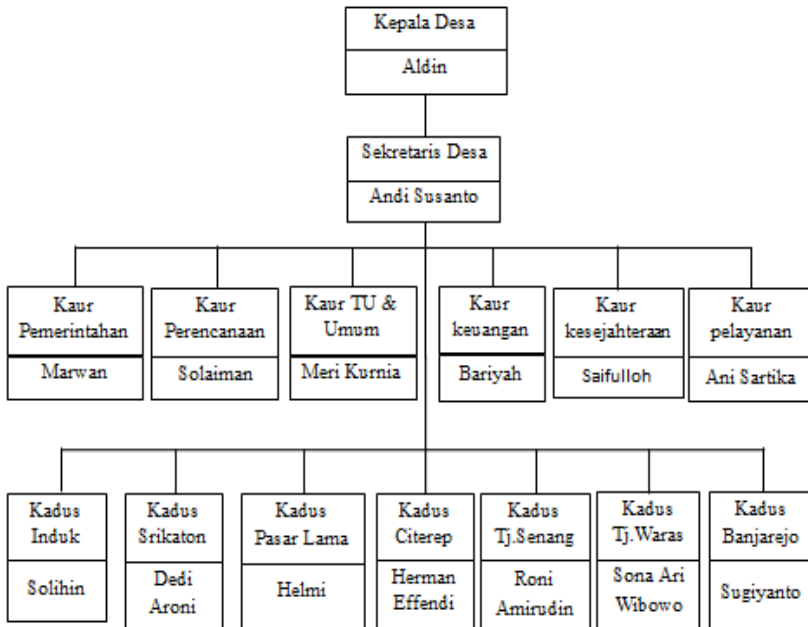 Kepala Desa
Aldin
Sekretaris Desa
Andi Susanto
Kaur
Pemerintahan
Marwan
Kaur
Perencanaan
Solaiman
Kaur TU &
Umum
Meri Kurnia
Kaur
keuangan
Bariyah
Kaur
kesejahteraan
Saifulloh
Kaur
pelayanan
Ani Sartika
Kadus
Induk
Solihin
Kadus
Srikaton
Dedi
Aroni
Kadus
Pasar Lama
Helmi
Kadus
Citerep
Herman
Effendi
Kadus
Tj.Senang
Roni
Amirudin
Kadus
Tj.Waras
Sona Ari
Wibowo
Kadus
Banjarejo
Sugiyanto